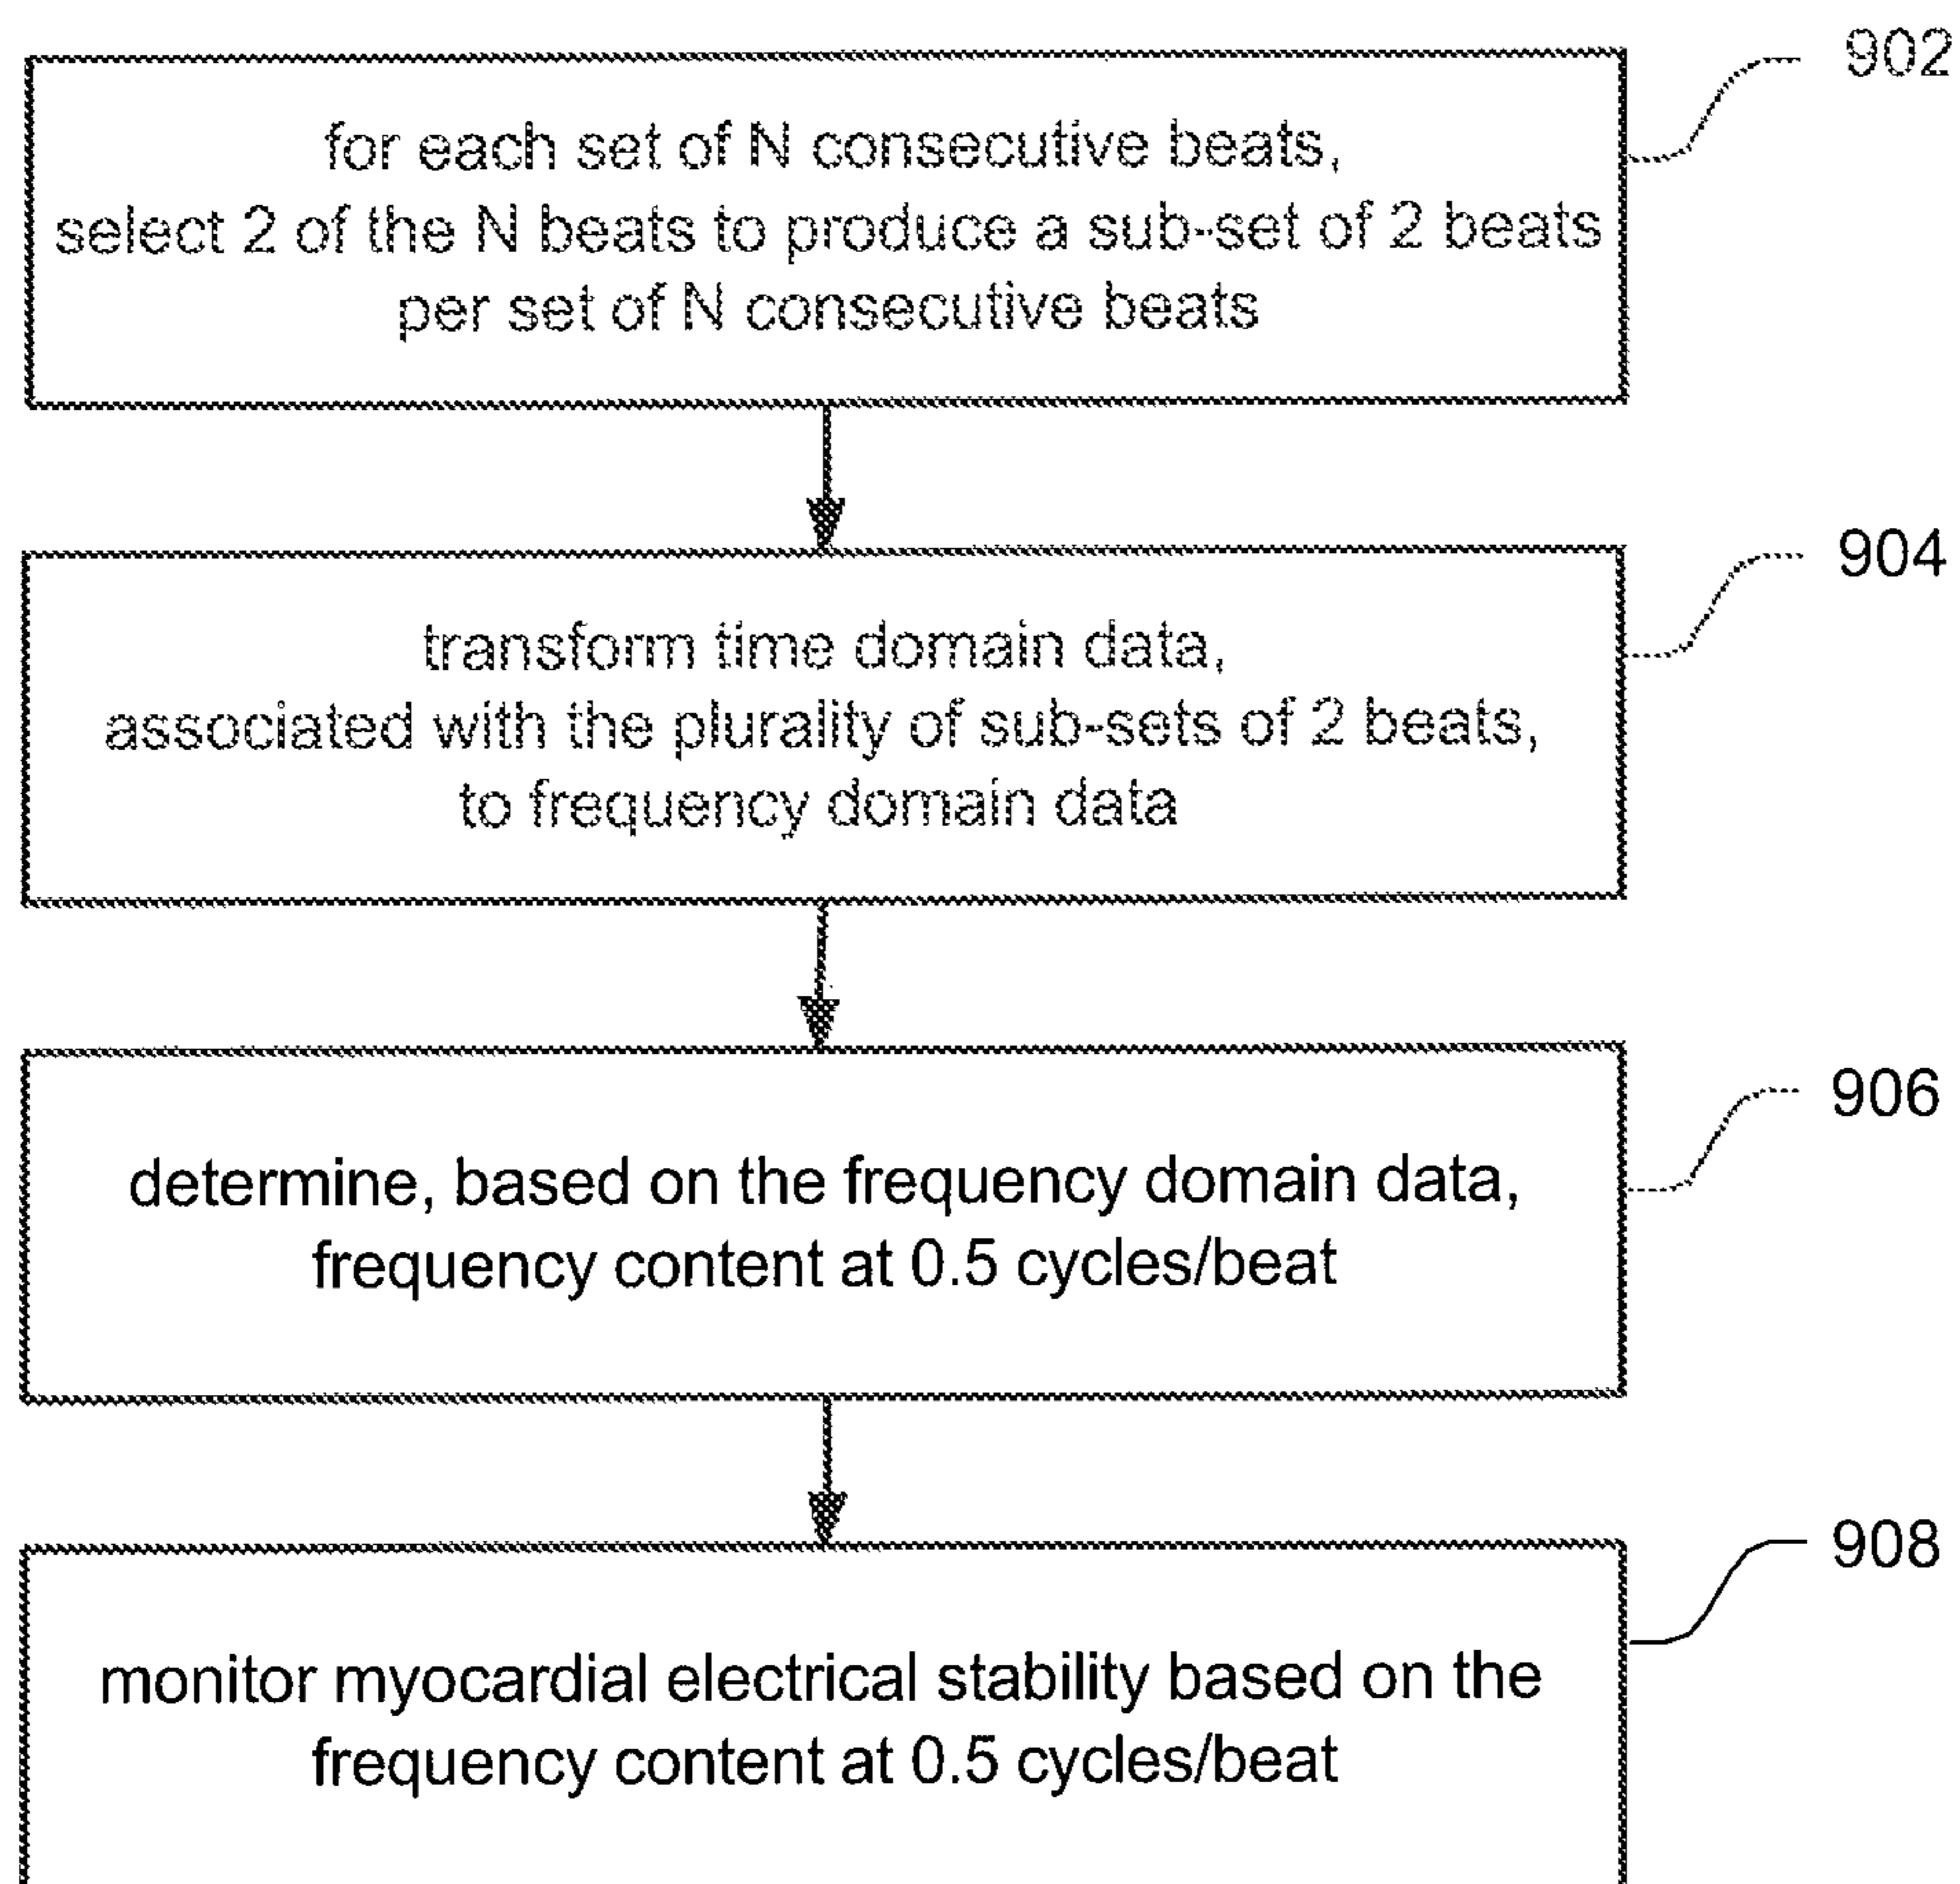 902
for each set of N consecutive beats,
select 2 of the N beats to produce a sub-set of 2 beats
per set of N consecutive beats
904
transform time domain data,
associated with the plurality of sub-sets of 2 beats,
to frequency domain data
906
determine, based on the frequency domain data,
frequency content at 0.5 cycles/beat
908
monitor myocardial electrical stability based on the
frequency content at 0.5 cycles/beat